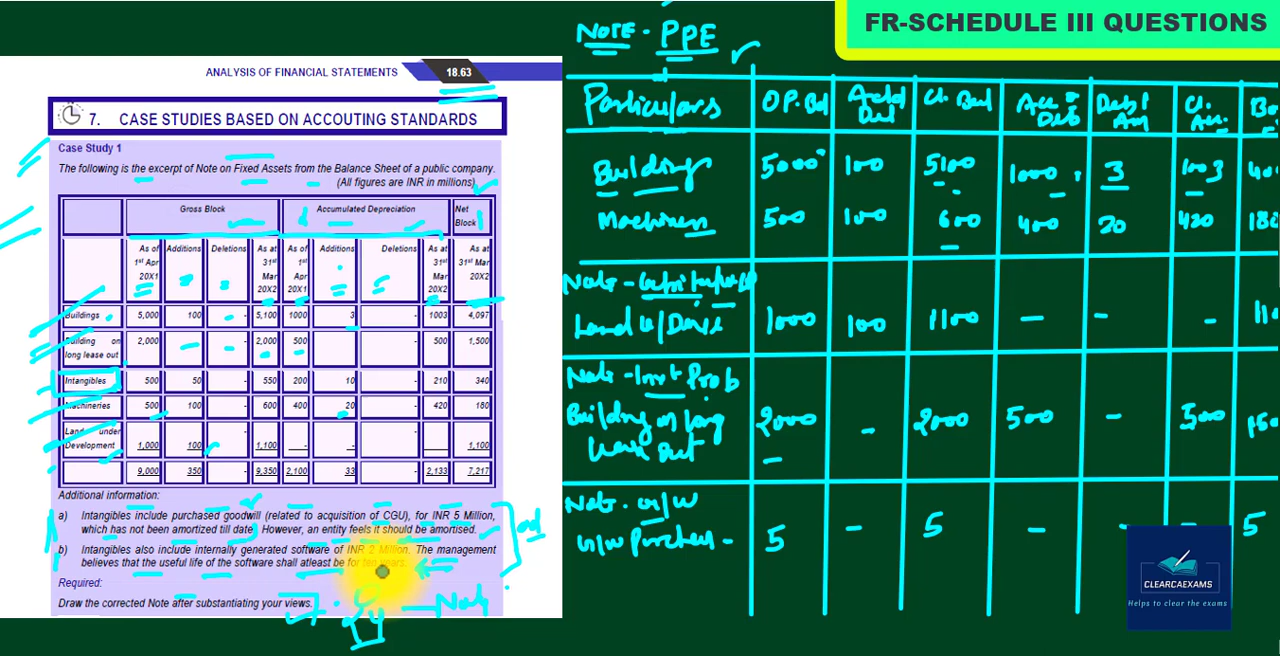 FR-SCHEDULE III QUESTIONS
ANALYSIS OF FINANCIAL STATEMENTS 18.63
7. CASE STUDIES BASED ON ACCOUTING STANDARDS
Case Study 1
The following is the excerpt of Note on Fixed Assets from the Balance Sheet of a public company.
(All figures are INR in millions)
Gross Block Accumulated Depreciation Net Block
As of 1st Apr 20X1 Additions Deletions As at 31st Mar 20X2 As of 1st Apr 20X1 Additions Deletions As at 31st Mar 20X2 As at 31st Mar 20X2
Buildings 5,000 100 - 5,100 1000 3 - 1003 4,097
Building on long lease out 2,000 - 2,000 500 - 500 1,500
Intangibles 500 50 - 550 200 10 - 210 340
Machineries 500 100 - 600 400 20 - 420 180
Land under Development 1,000 100 - 1,100 - - - 1,100
9,000 350 - 9,350 2,100 33 2,133 7,217
Additional information:
a) Intangibles include purchased goodwill (related to acquisition of CGU), for INR 5 Million,
which has not been amortized till date. However, an entity feels it should be amortised.
b) Intangibles also include internally generated software of INR 2 Million. The management
believes that the useful life of the software shall atleast be for ten years.
Required:
Draw the corrected Note after substantiating your views.
NOTE - PPE
Particulars OP. Bal Cl. Bal
Buildings 5000 100 5100 1000 3 1003
500 100 600 400 20 420
1000 100 1100 - - -
Building on long 2000 - 2000 500 - 500
5 - 5 - 5
CLEARCAEXAMS
Helps to clear the exams